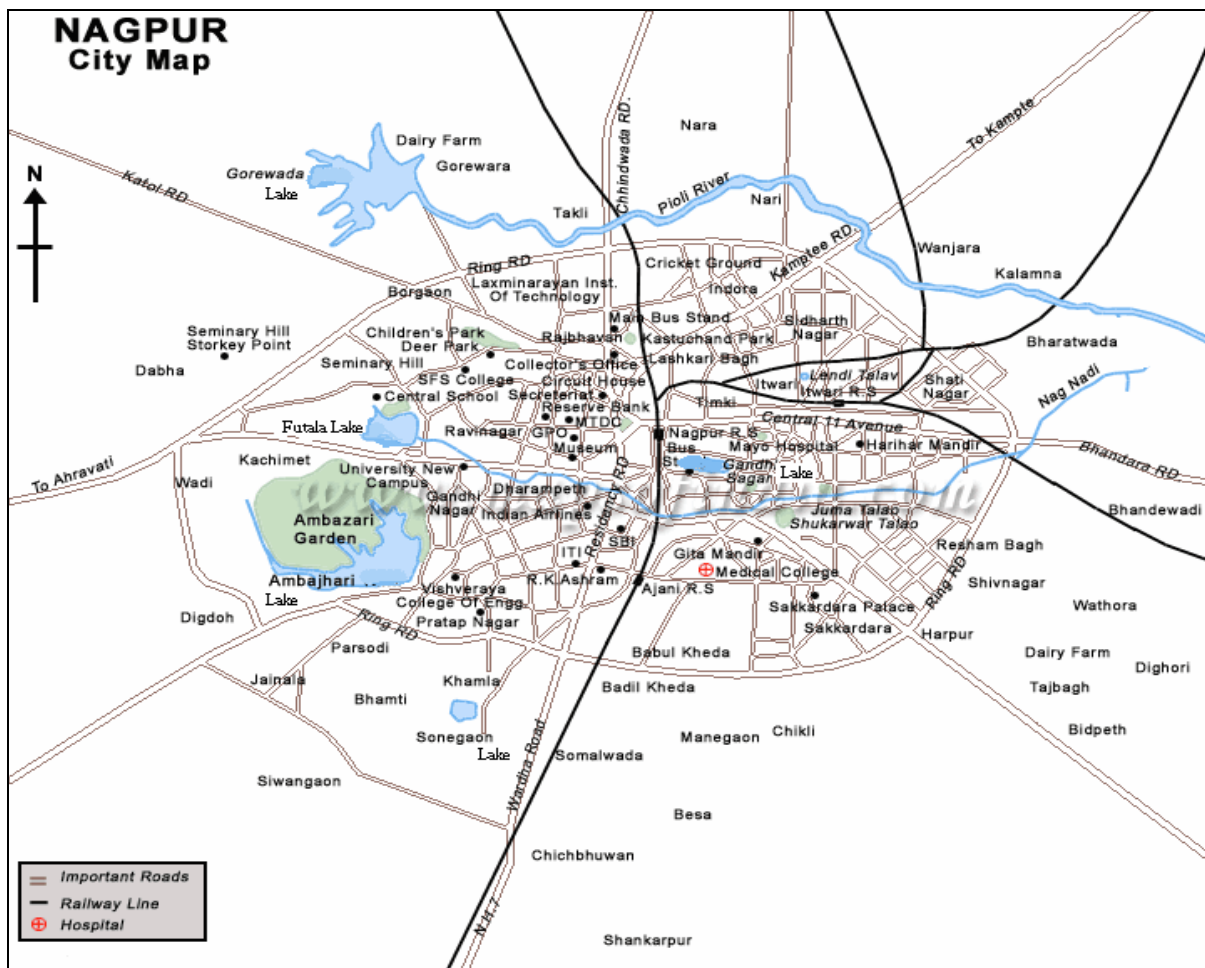 NAGPUR
City Map
N
Nara
To Kampte
Dairy Farm
Gorewara
Gorewada
Lake
Katol RD
Chhindwada RD.
Pioli River
Nari
Takli
Wanjara
Kamptee RD.
Kalamna
Ring RD
Cricket Ground
Laxminarayan Inst.
Of Technology
Indora
Borgaon
Main Bus Stand
Sidharth
Nagar
Seminary Hill
Storkey Point
Children's Park
Deer Park
Rajbhavan
Kastuchand Park
Bharatwada
Dabha
Seminary Hill
Collector's Office
Lashkari Bagh
SFS College
Circuit House
Itwari
Lendi Talav
Itwari R.S
Shati
Nagar
Nag Nadi
Central School
Secreteriat
Timki
Reserve Bank
Central 11 Avenue
Futala Lake
Ravinagar
GPO
MTDC
Nagpur R.S
Mayo Hospital
Harihar Mandir
Museum
Bus
St
Gandhi
Sagar
Lake
Bhandara RD
To Ahravati
Kachimet
University New
Campus
Wadi
Gandhi
Nagar
Dharampeth
Indian Airlines
Residency RD
Juma Talao
Shukarwar Talao
Bhandewadi
Ambazari
Garden
SBI
Resham Bagh
Gita Mandir
ITI
Ambajhari
Lake
Vishveraya
College Of Engg.
R.K.Ashram
Ajani R.S
Medical College
Ring RD
Shivnagar
Sakkardara Palace
Wathora
Digdoh
Ring RD
Pratap Nagar
Sakkardara
Harpur
Parsodi
Babul Kheda
Dairy Farm
Dighori
Jainala
Khamla
Badil Kheda
Tajbagh
Bhamti
Bidpeth
Sonegaon
Lake
Manegaon
Chikli
Somalwada
Wardha Road
Siwangaon
Besa
Chichbhuwan
N.H.7
Shankarpur
Important Roads
Railway Line
Hospital